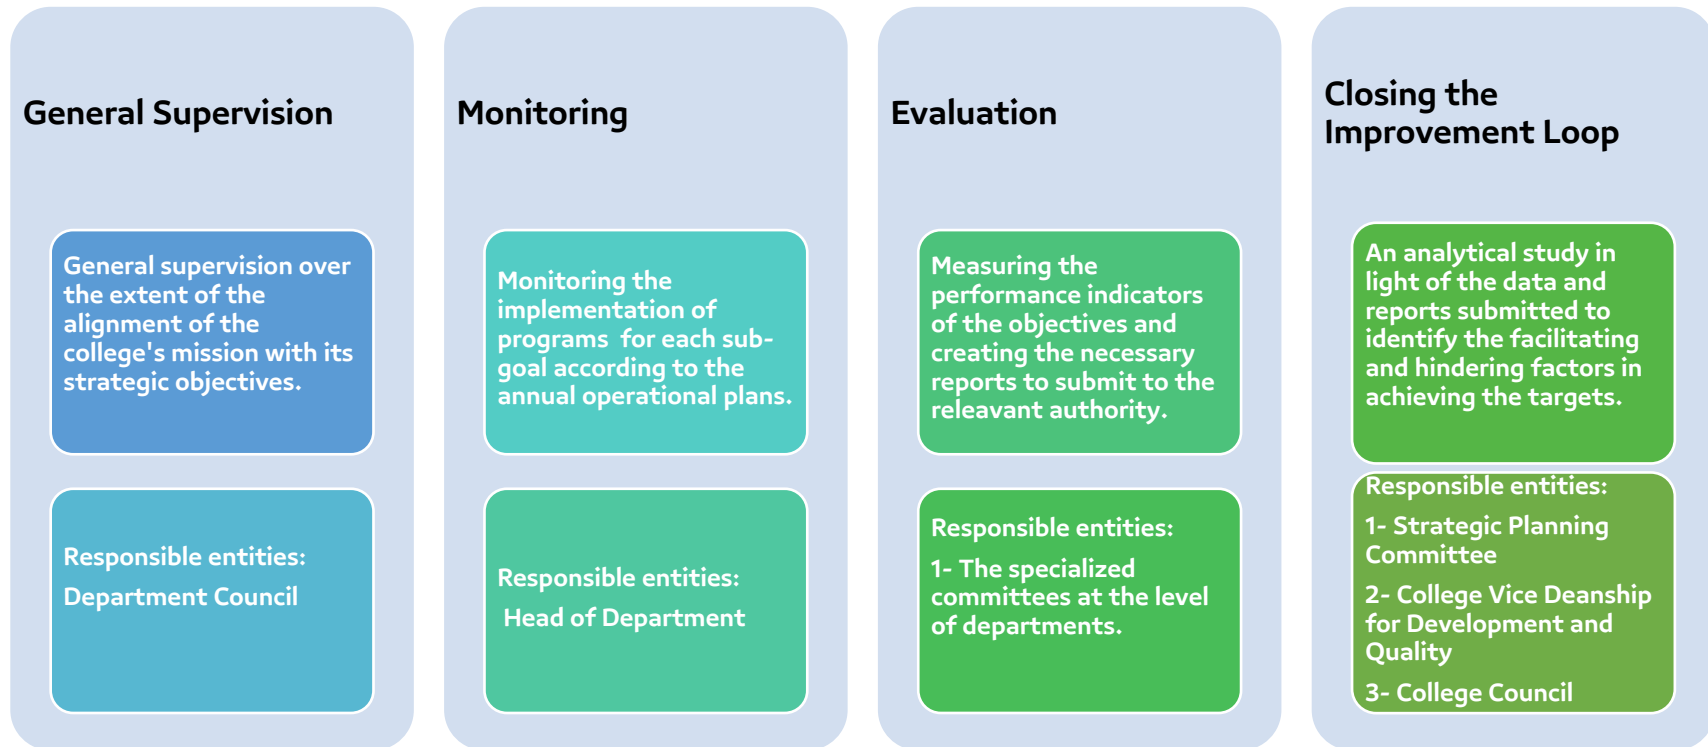 General Supervision
General supervision over
the extent of the
alignment of the
college's mission with its
strategic objectives.
Responsible entities:
Department Council
Monitoring
Monitoring the
implementation of
programs for each sub-
goal according to the
annual operational plans.
Responsible entities:
Head of Department
Evaluation
Measuring the
performance indicators
of the objectives and
creating the necessary
reports to submit to the
releavant authority.
Responsible entities:
1- The specialized
committees at the level
of departments.
Closing the
Improvement Loop
An analytical study in
light of the data and
reports submitted to
identify the facilitating
and hindering factors in
achieving the targets.
Responsible entities:
1- Strategic Planning
Committee
2- College Vice Deanship
for Development and
Quality
3- College Council